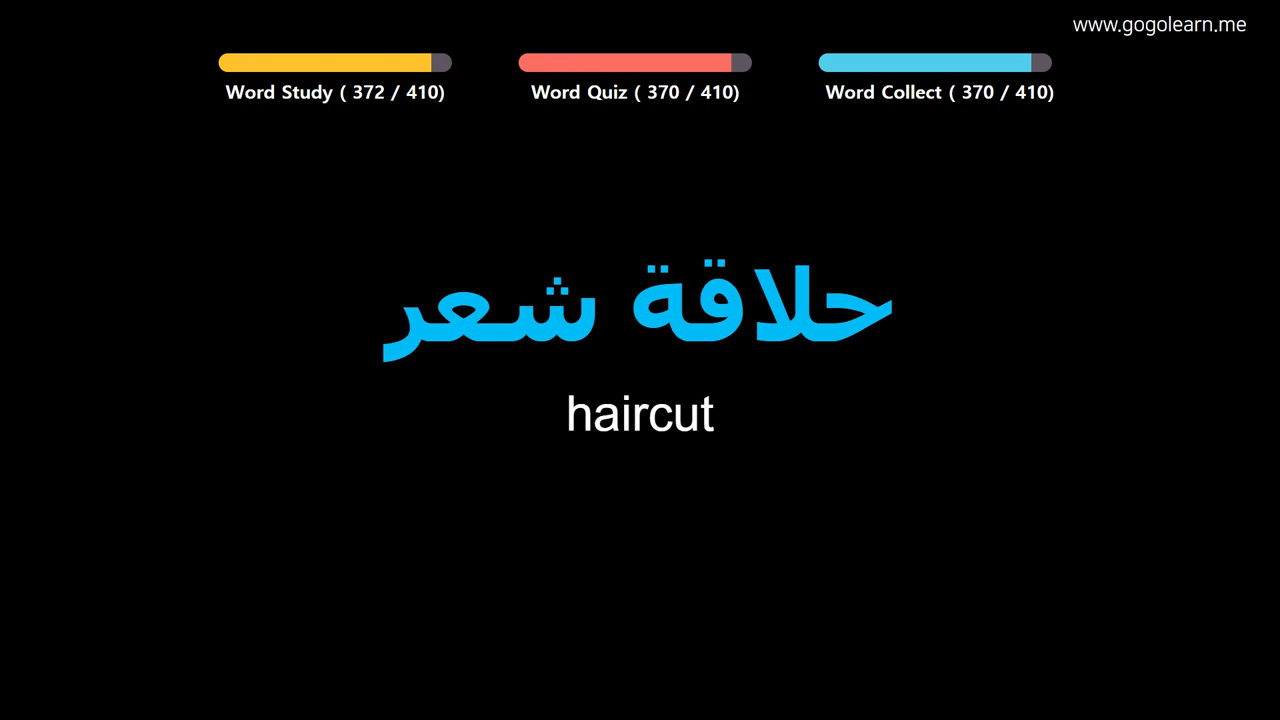 www.gogolearn.me
Word Study ( 372 / 410)
Word Quiz ( 370 / 410)
Word Collect ( 370 / 410)
حلاقة شعر
haircut